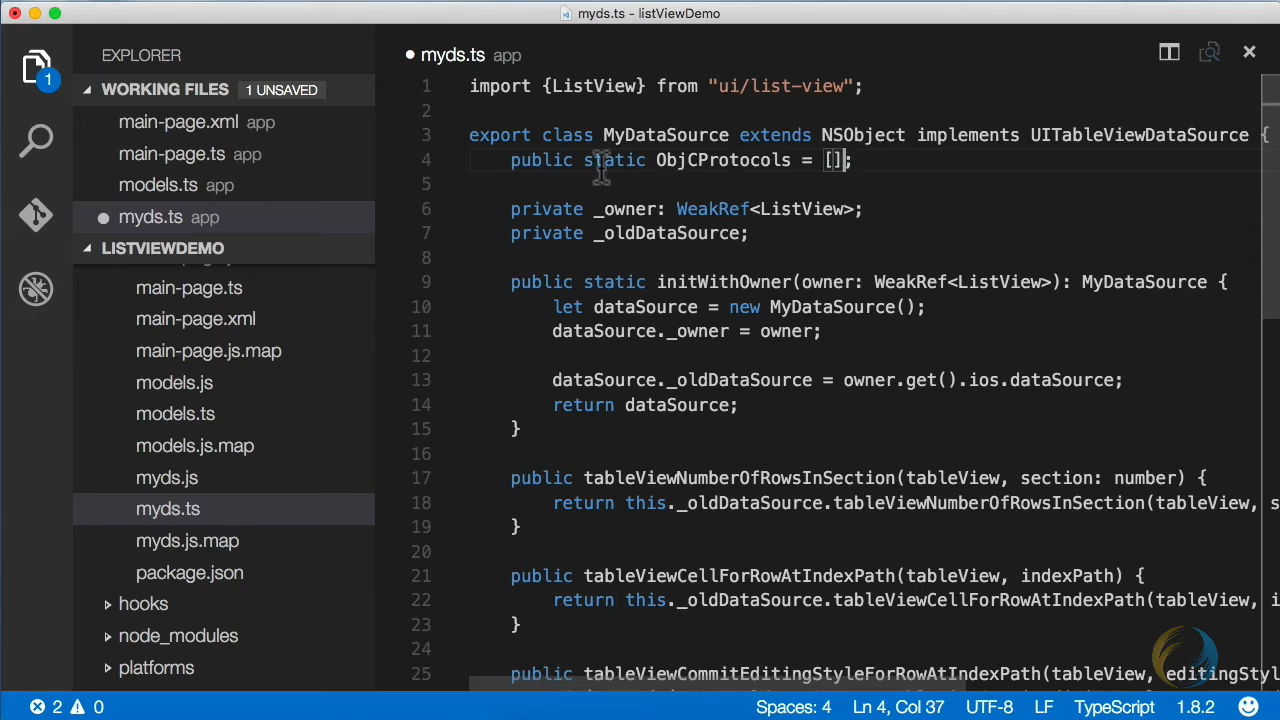 myds.ts - listViewDemo
EXPLORER
WORKING FILES 1 UNSAVED
main-page.xml app
main-page.ts app
models.ts app
myds.ts app
LISTVIEWDEMO
main-page.ts
main-page.xml
main-page.js.map
models.js
models.ts
models.js.map
myds.js
myds.ts
myds.js.map
package.json
hooks
node_modules
platforms
1
myds.ts app
1 import {ListView} from "ui/list-view";
2
3 export class MyDataSource extends NSObject implements UITableViewDataSource {
4 public static ObjCProtocols = [];
5
6 private _owner: WeakRef<ListView>;
7 private _oldDataSource;
8
9 public static initWithOwner(owner: WeakRef<ListView>): MyDataSource {
10 let dataSource = new MyDataSource();
11 dataSource._owner = owner;
12
13 dataSource._oldDataSource = owner.get().ios.dataSource;
14 return dataSource;
15 }
16
17 public tableViewNumberOfRowsInSection(tableView, section: number) {
18 return this._oldDataSource.tableViewNumberOfRowsInSection(tableView, s
19 }
20
21 public tableViewCellForRowAtIndexPath(tableView, indexPath) {
22 return this._oldDataSource.tableViewCellForRowAtIndexPath(tableView, i
23 }
24
25 public tableViewCommitEditingStyleForRowAtIndexPath(tableView, editingStyl
2 0 Spaces: 4 Ln 4, Col 37 UTF-8 LF TypeScript 1.8.2